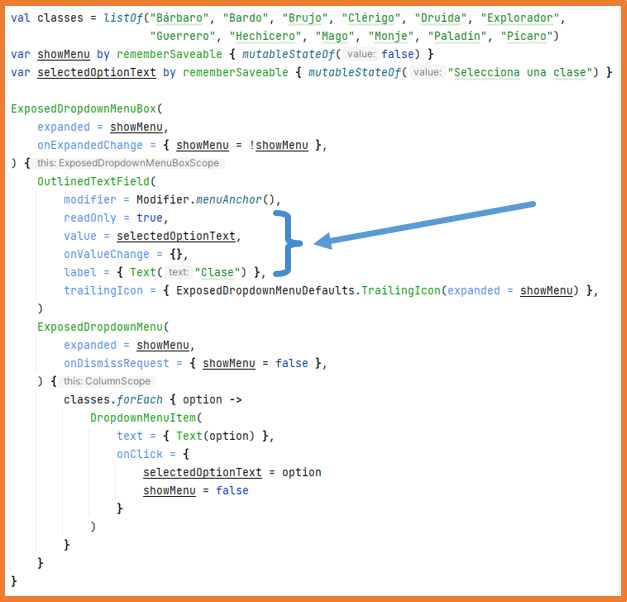 val classes = listOf("Bárbaro", "Bardo", "Brujo", "Clérigo", "Druida", "Explorador",
"Guerrero", "Hechicero", "Mago", "Monje", "Paladín", "Pícaro")
var showMenu by rememberSaveable { mutableStateOf( value: false) }
var selectedOptionText by rememberSaveable { mutableStateOf( value: "Selecciona una clase") }
ExposedDropdownMenuBox(
expanded = showMenu,
onExpandedChange = { showMenu = !showMenu },
) { this: ExposedDropdownMenuBoxScope
OutlinedTextField(
modifier = Modifier.menuAnchor(),
readOnly = true,
value = selectedOptionText,
onValueChange = {},
label = { Text( text: "Clase") },
trailingIcon = { ExposedDropdownMenuDefaults.TrailingIcon(expanded = showMenu) },
)
ExposedDropdownMenu(
expanded = showMenu,
onDismissRequest = { showMenu = false },
) { this: ColumnScope
classes.forEach { option ->
DropdownMenuItem(
text = { Text(option) },
onClick = {
selectedOptionText = option
showMenu = false
}
)
}
}
}